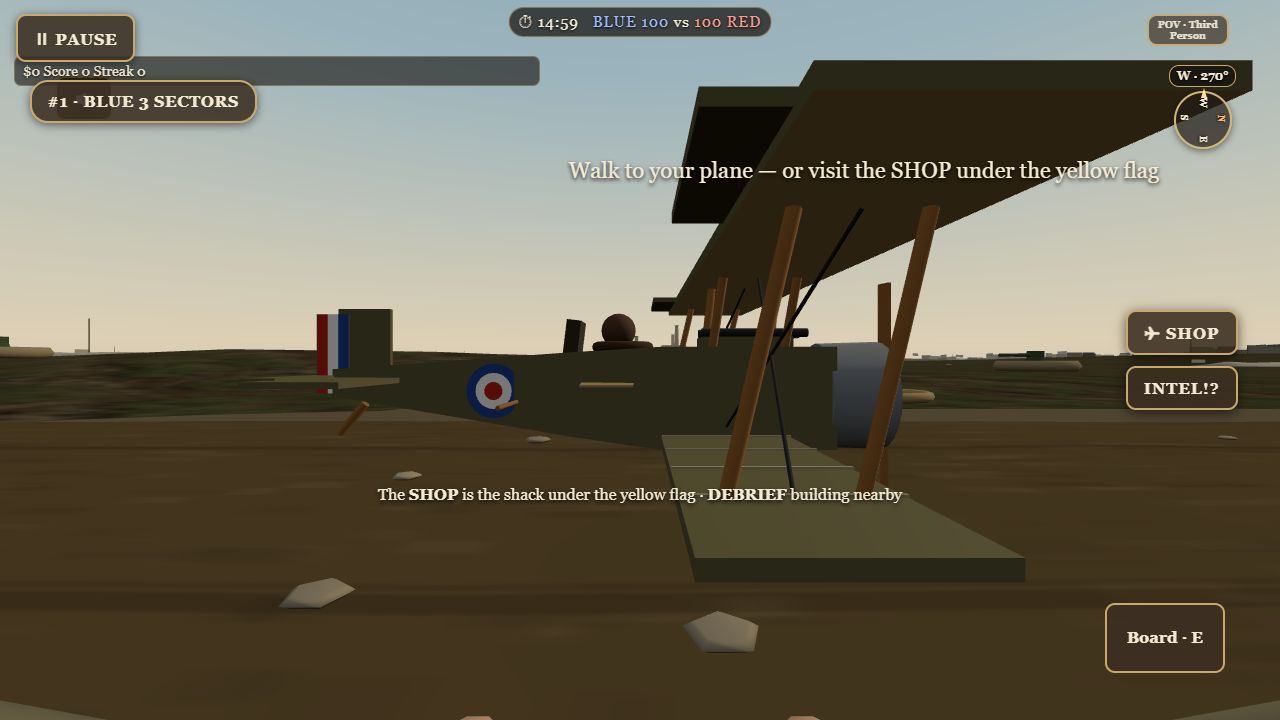 II PAUSE
⏱ 14:59 BLUE 100 vs 100 RED
POV · Third
Person
$0 Score 0 Streak 0
W · 270°
#1 · BLUE 3 SECTORS
W
S
N
E
Walk to your plane — or visit the SHOP under the yellow flag
✈ SHOP
INTEL!?
The SHOP is the shack under the yellow flag · DEBRIEF building nearby
Board · E